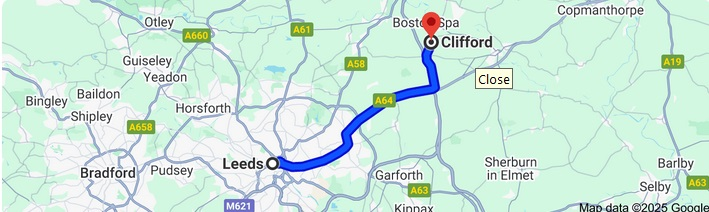 Copmanthorpe
Otley
Boston Spa
A660
A61
Clifford
Guiseley
A58
A19
Yeadon
Close
Baildon
Bingley
A64
Horsforth
Shipley
A658
Leeds
Sherburn
in Elmet
Barlby
Bradford
Pudsey
Garforth
A63
Selby
A63
M621
Kippax
Map data ©2025 Google